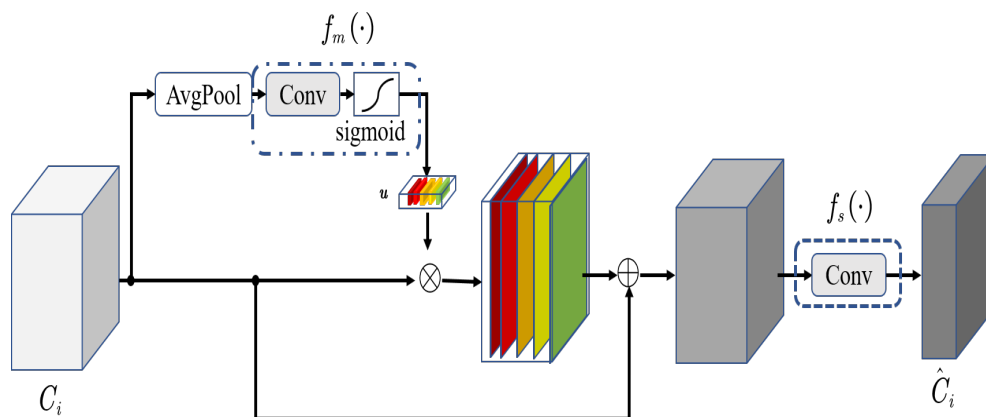 f_m(·)
AvgPool
Conv
sigmoid
u
C_i
f_s(·)
Conv
Ĉ_i